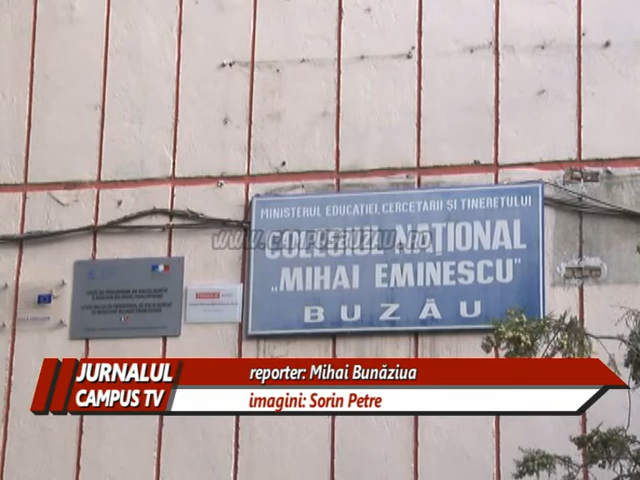 MINISTERUL EDUCAȚIEI, CERCETĂRII ȘI TINERETULUI
COLEGIUL NAȚIONAL
WWW.CAMPUSBUZAU.RO
„MIHAI EMINESCU"
BUZĂU
JURNALUL
CAMPUS TV
reporter: Mihai Bunăziua
imagini: Sorin Petre